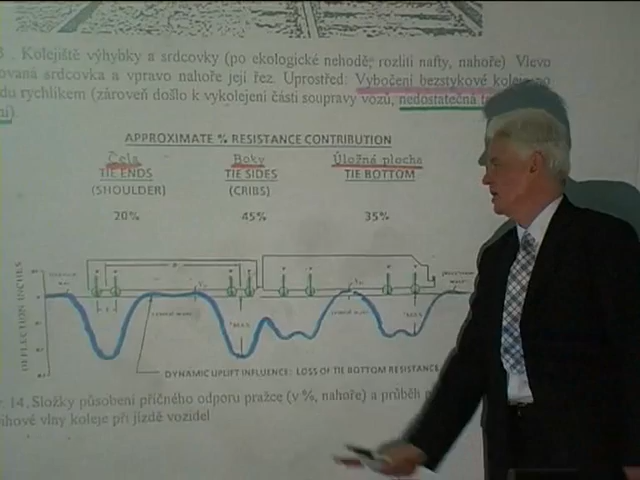 . Kolejiště výhybky a srdcovky (po ekologické nehodě; rozlití nafty, nahoře). Vlevo
ovaná srdcovka a vpravo nahoře její řez. Uprostřed: Vybočení bezstykové koleje po
du rychlíkem (zároveň došlo k vykolejení části soupravy vozů, nedostatečná
ní)
APPROXIMATE % RESISTANCE CONTRIBUTION
Čela Boky Úložná plocha
TIE ENDS TIE SIDES TIE BOTTOM
(SHOULDER) (CRIBS)
20% 45% 35%
DEFLECTION INCHES
DYNAMIC UPLIFT INFLUENCE: LOSS OF TIE BOTTOM RESISTANCE
r. 14. Složky působení příčného odporu pražce (v %, nahoře) a průběh
ihové vlny koleje při jízdě vozidel